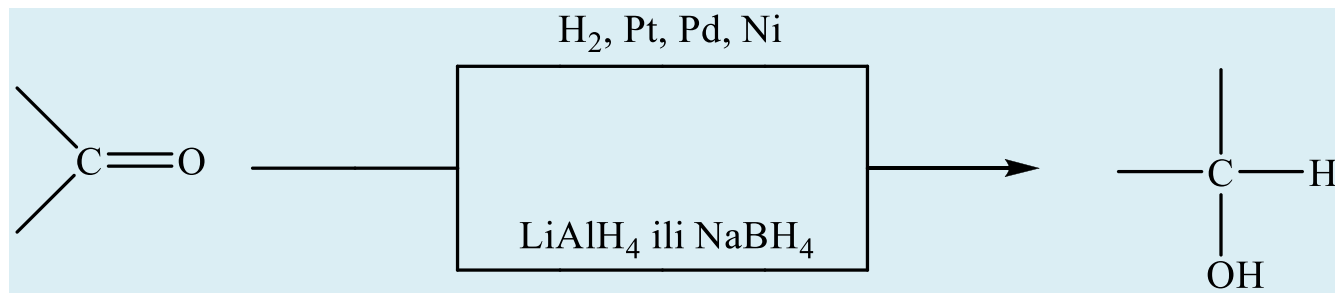 H₂, Pt, Pd, Ni
C=O
C—H
LiAlH₄ ili NaBH₄
OH